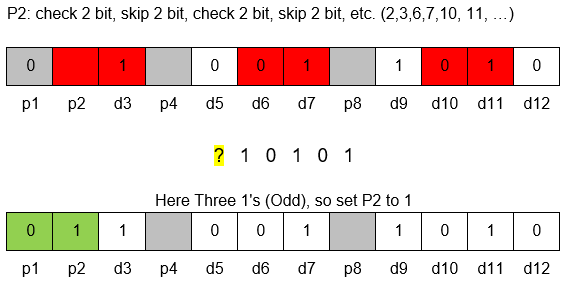 P2: check 2 bit, skip 2 bit, check 2 bit, skip 2 bit, etc. (2,3,6,7,10, 11, ...)
0 1 0 0 1 1 0 1 0
p1 p2 d3 p4 d5 d6 d7 p8 d9 d10 d11 d12
? 1 0 1 0 1
Here Three 1's (Odd), so set P2 to 1
0 1 1 0 0 1 1 0 1 0
p1 p2 d3 p4 d5 d6 d7 p8 d9 d10 d11 d12